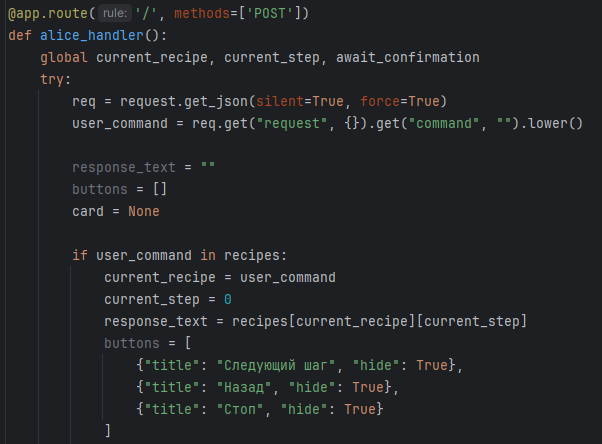 @app.route( rule: '/', methods=['POST'])
def alice_handler():
    global current_recipe, current_step, await_confirmation
    try:
        req = request.get_json(silent=True, force=True)
        user_command = req.get("request", {}).get("command", "").lower()
        response_text = ""
        buttons = []
        card = None
        if user_command in recipes:
            current_recipe = user_command
            current_step = 0
            response_text = recipes[current_recipe][current_step]
            buttons = [
                {"title": "Следующий шаг", "hide": True},
                {"title": "Назад", "hide": True},
                {"title": "Стоп", "hide": True}
            ]